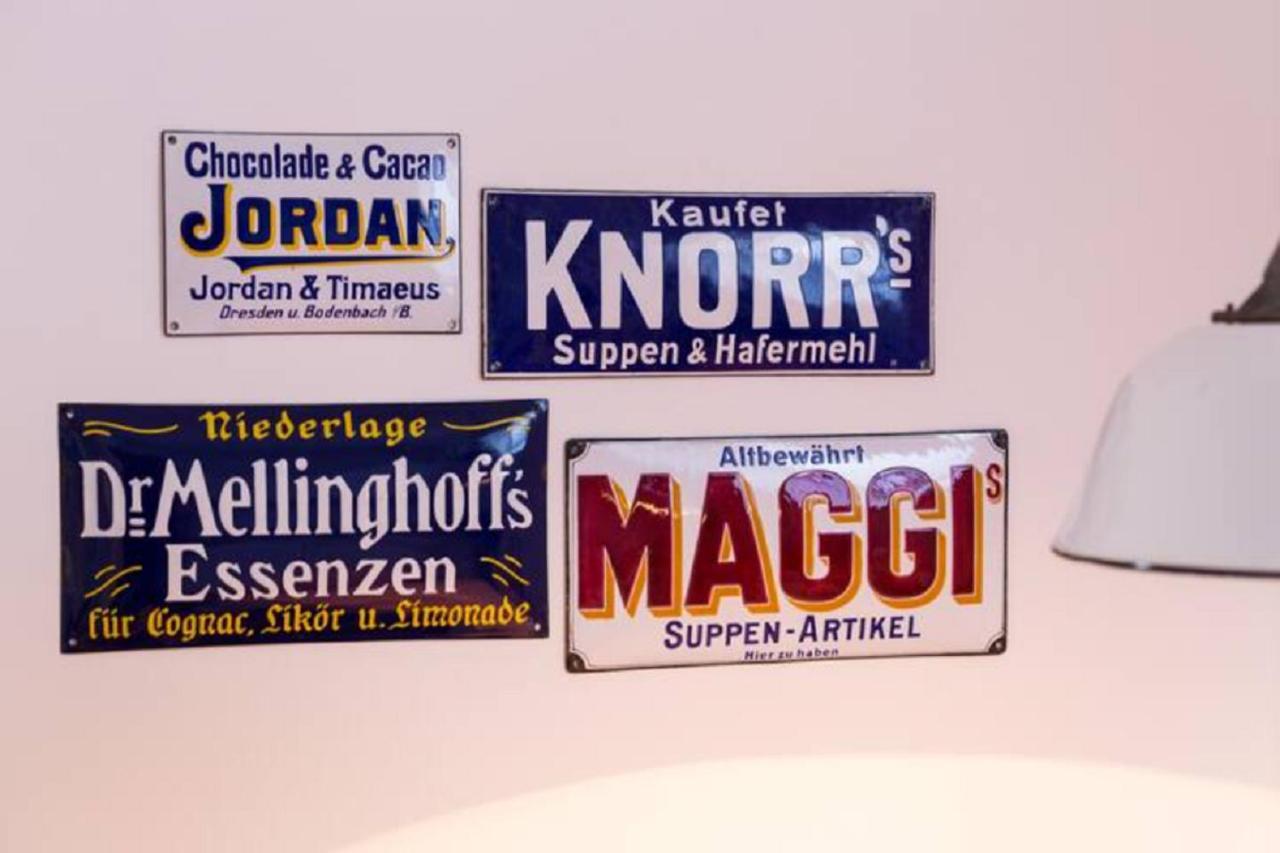 Chocolade & Cacao
JORDAN
Jordan & Timaeus
Dresden u. Bodenbach i/B.
Kaufet
KNORR's
Suppen & Hafermehl
Niederlage
Dr Mellinghoff's
Essenzen
für Cognac, Likör u. Limonade
Altbewährt
MAGGIS
SUPPEN-ARTIKEL
Hier zu haben